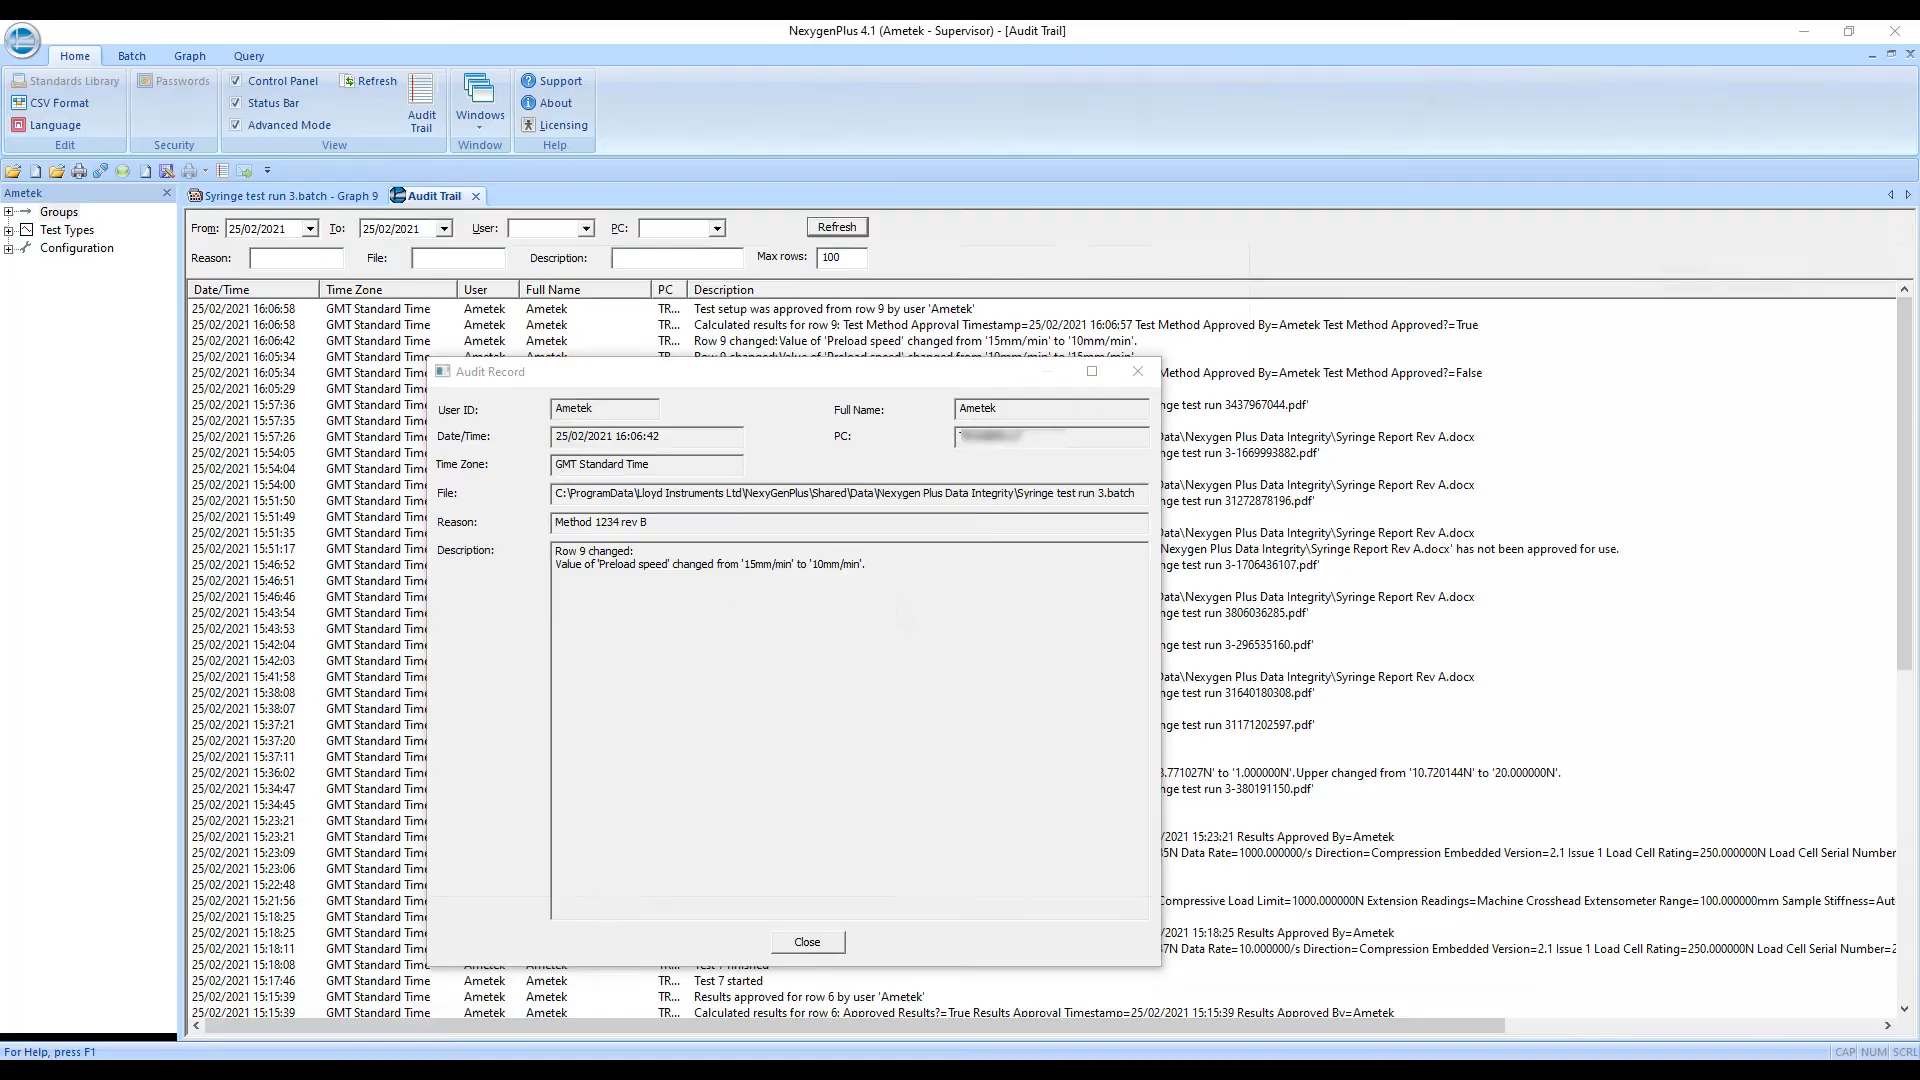 NexygenPlus 4.1 (Ametek - Supervisor) - [Audit Trail]
Home Batch Graph Query
Standards Library Passwords Control Panel Refresh Support
CSV Format Status Bar About
Language Advanced Mode Audit Trail Windows Licensing
Edit Security View Window Help
Ametek
Groups
Test Types
Configuration
Syringe test run 3.batch - Graph 9 Audit Trail
From: 25/02/2021 To: 25/02/2021 User: PC: Refresh
Reason: File: Description: Max rows: 100
Date/Time Time Zone User Full Name PC Description
25/02/2021 16:06:58 GMT Standard Time Ametek Ametek TR... Test setup was approved from row 9 by user 'Ametek'
25/02/2021 16:06:58 GMT Standard Time Ametek Ametek TR... Calculated results for row 9: Test Method Approval Timestamp=25/02/2021 16:06:57 Test Method Approved By=Ametek Test Method Approved?=True
25/02/2021 16:06:42 GMT Standard Time Ametek Ametek TR... Row 9 changed:Value of 'Preload speed' changed from '15mm/min' to '10mm/min'.
25/02/2021 16:05:34 GMT Standard Time Ametek Ametek TR... Row 9 changed:Value of 'Preload speed' changed from '10mm/min' to '15mm/min'.
25/02/2021 16:05:34 GMT Standard Time Method Approved By=Ametek Test Method Approved?=False
25/02/2021 16:05:29 GMT Standard Time
25/02/2021 15:57:36 GMT Standard Time nge test run 3437967044.pdf'
25/02/2021 15:57:35 GMT Standard Time
25/02/2021 15:57:26 GMT Standard Time Data\Nexygen Plus Data Integrity\Syringe Report Rev A.docx
25/02/2021 15:54:05 GMT Standard Time nge test run 3-1669993882.pdf'
25/02/2021 15:54:04 GMT Standard Time
25/02/2021 15:54:00 GMT Standard Time Data\Nexygen Plus Data Integrity\Syringe Report Rev A.docx
25/02/2021 15:51:50 GMT Standard Time nge test run 31272878196.pdf'
25/02/2021 15:51:49 GMT Standard Time
25/02/2021 15:51:35 GMT Standard Time Data\Nexygen Plus Data Integrity\Syringe Report Rev A.docx
25/02/2021 15:51:17 GMT Standard Time Nexygen Plus Data Integrity\Syringe Report Rev A.docx' has not been approved for use.
25/02/2021 15:46:52 GMT Standard Time nge test run 3-1706436107.pdf'
25/02/2021 15:46:51 GMT Standard Time
25/02/2021 15:46:46 GMT Standard Time Data\Nexygen Plus Data Integrity\Syringe Report Rev A.docx
25/02/2021 15:43:54 GMT Standard Time nge test run 3806036285.pdf'
25/02/2021 15:43:53 GMT Standard Time
25/02/2021 15:42:04 GMT Standard Time nge test run 3-296535160.pdf'
25/02/2021 15:42:03 GMT Standard Time
25/02/2021 15:41:58 GMT Standard Time Data\Nexygen Plus Data Integrity\Syringe Report Rev A.docx
25/02/2021 15:38:08 GMT Standard Time nge test run 31640180308.pdf'
25/02/2021 15:38:07 GMT Standard Time
25/02/2021 15:37:21 GMT Standard Time nge test run 31171202597.pdf'
25/02/2021 15:37:20 GMT Standard Time
25/02/2021 15:37:11 GMT Standard Time
25/02/2021 15:36:02 GMT Standard Time 3.771027N' to '1.000000N'.Upper changed from '10.720144N' to '20.000000N'.
25/02/2021 15:34:47 GMT Standard Time nge test run 3-380191150.pdf'
25/02/2021 15:34:45 GMT Standard Time
25/02/2021 15:23:21 GMT Standard Time
25/02/2021 15:23:21 GMT Standard Time /2021 15:23:21 Results Approved By=Ametek
25/02/2021 15:23:09 GMT Standard Time 35N Data Rate=1000.000000/s Direction=Compression Embedded Version=2.1 Issue 1 Load Cell Rating=250.000000N Load Cell Serial Number
25/02/2021 15:23:06 GMT Standard Time
25/02/2021 15:22:48 GMT Standard Time
25/02/2021 15:21:56 GMT Standard Time Compressive Load Limit=1000.000000N Extension Readings=Machine Crosshead Extensometer Range=100.000000mm Sample Stiffness=Aut
25/02/2021 15:18:25 GMT Standard Time
25/02/2021 15:18:25 GMT Standard Time /2021 15:18:25 Results Approved By=Ametek
25/02/2021 15:18:11 GMT Standard Time 37N Data Rate=10.000000/s Direction=Compression Embedded Version=2.1 Issue 1 Load Cell Rating=250.000000N Load Cell Serial Number=2
25/02/2021 15:18:08 GMT Standard Time Ametek Ametek TR... Test 7 finished
25/02/2021 15:17:46 GMT Standard Time Ametek Ametek TR... Test 7 started
25/02/2021 15:15:39 GMT Standard Time Ametek Ametek TR... Results approved for row 6 by user 'Ametek'
25/02/2021 15:15:39 GMT Standard Time Ametek Ametek TR... Calculated results for row 6: Approved Results?=True Results Approval Timestamp=25/02/2021 15:15:39 Results Approved By=Ametek
Audit Record
User ID: Ametek Full Name: Ametek
Date/Time: 25/02/2021 16:06:42 PC:
Time Zone: GMT Standard Time
File: C:\ProgramData\Lloyd Instruments Ltd\NexyGenPlus\Shared\Data\Nexygen Plus Data Integrity\Syringe test run 3.batch
Reason: Method 1234 rev B
Description: Row 9 changed:
Value of 'Preload speed' changed from '15mm/min' to '10mm/min'.
Close
For Help, press F1 CAP NUM SCRL